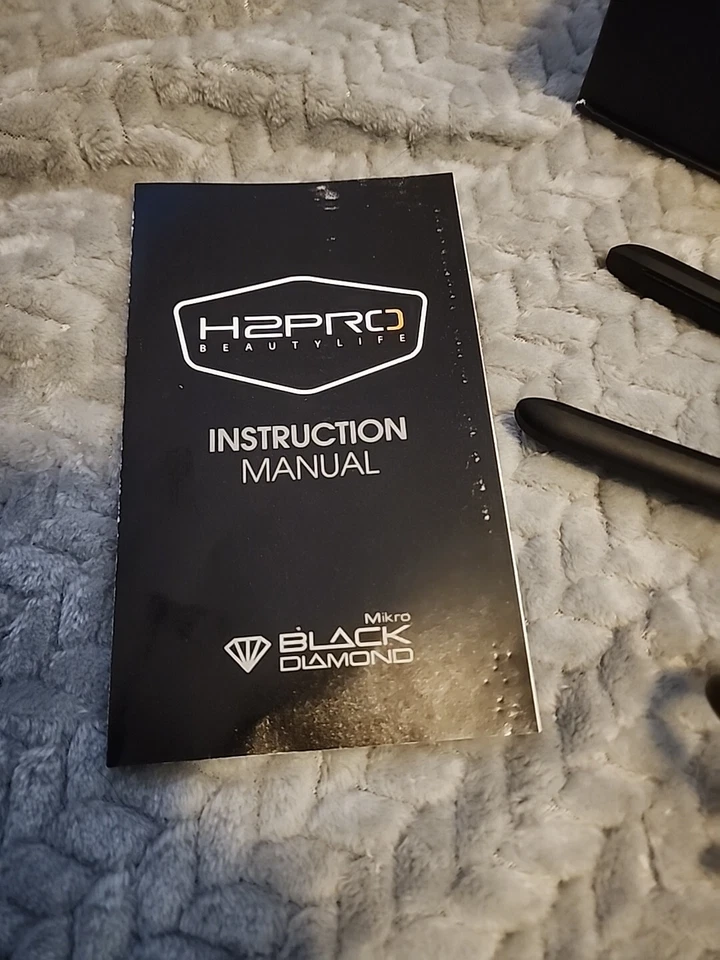 H2PRO
BEAUTYLIFE
INSTRUCTION
MANUAL
Mikro
BLACK
DIAMOND